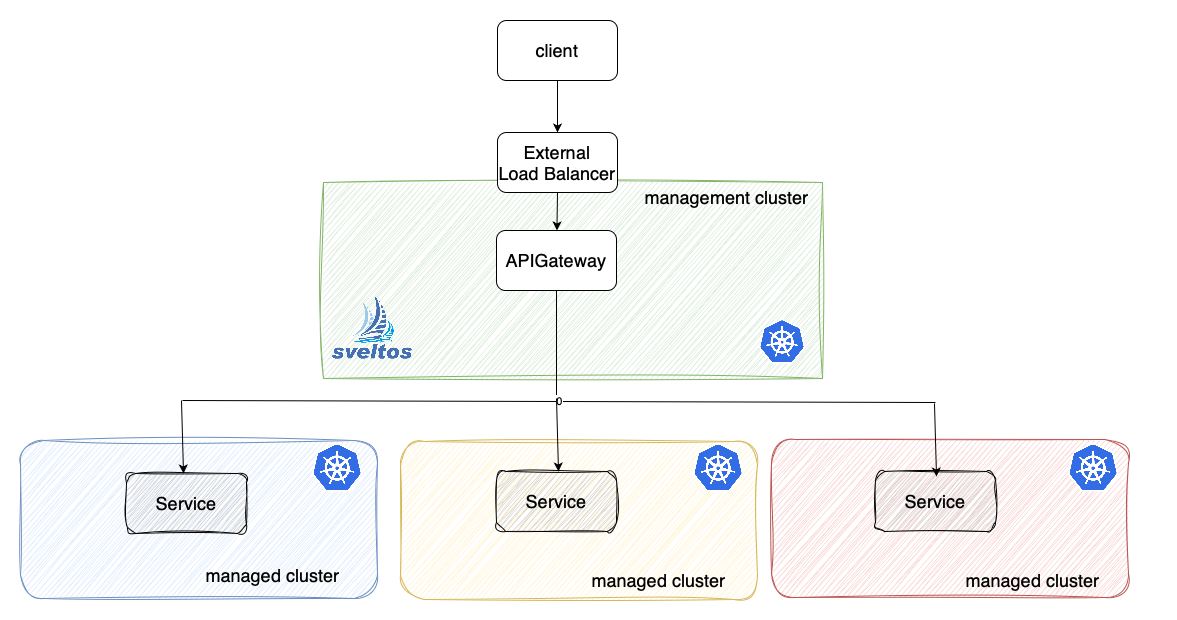 client
External
Load Balancer
management cluster
APIGateway
sveltos
0
Service
managed cluster
Service
managed cluster
Service
managed cluster